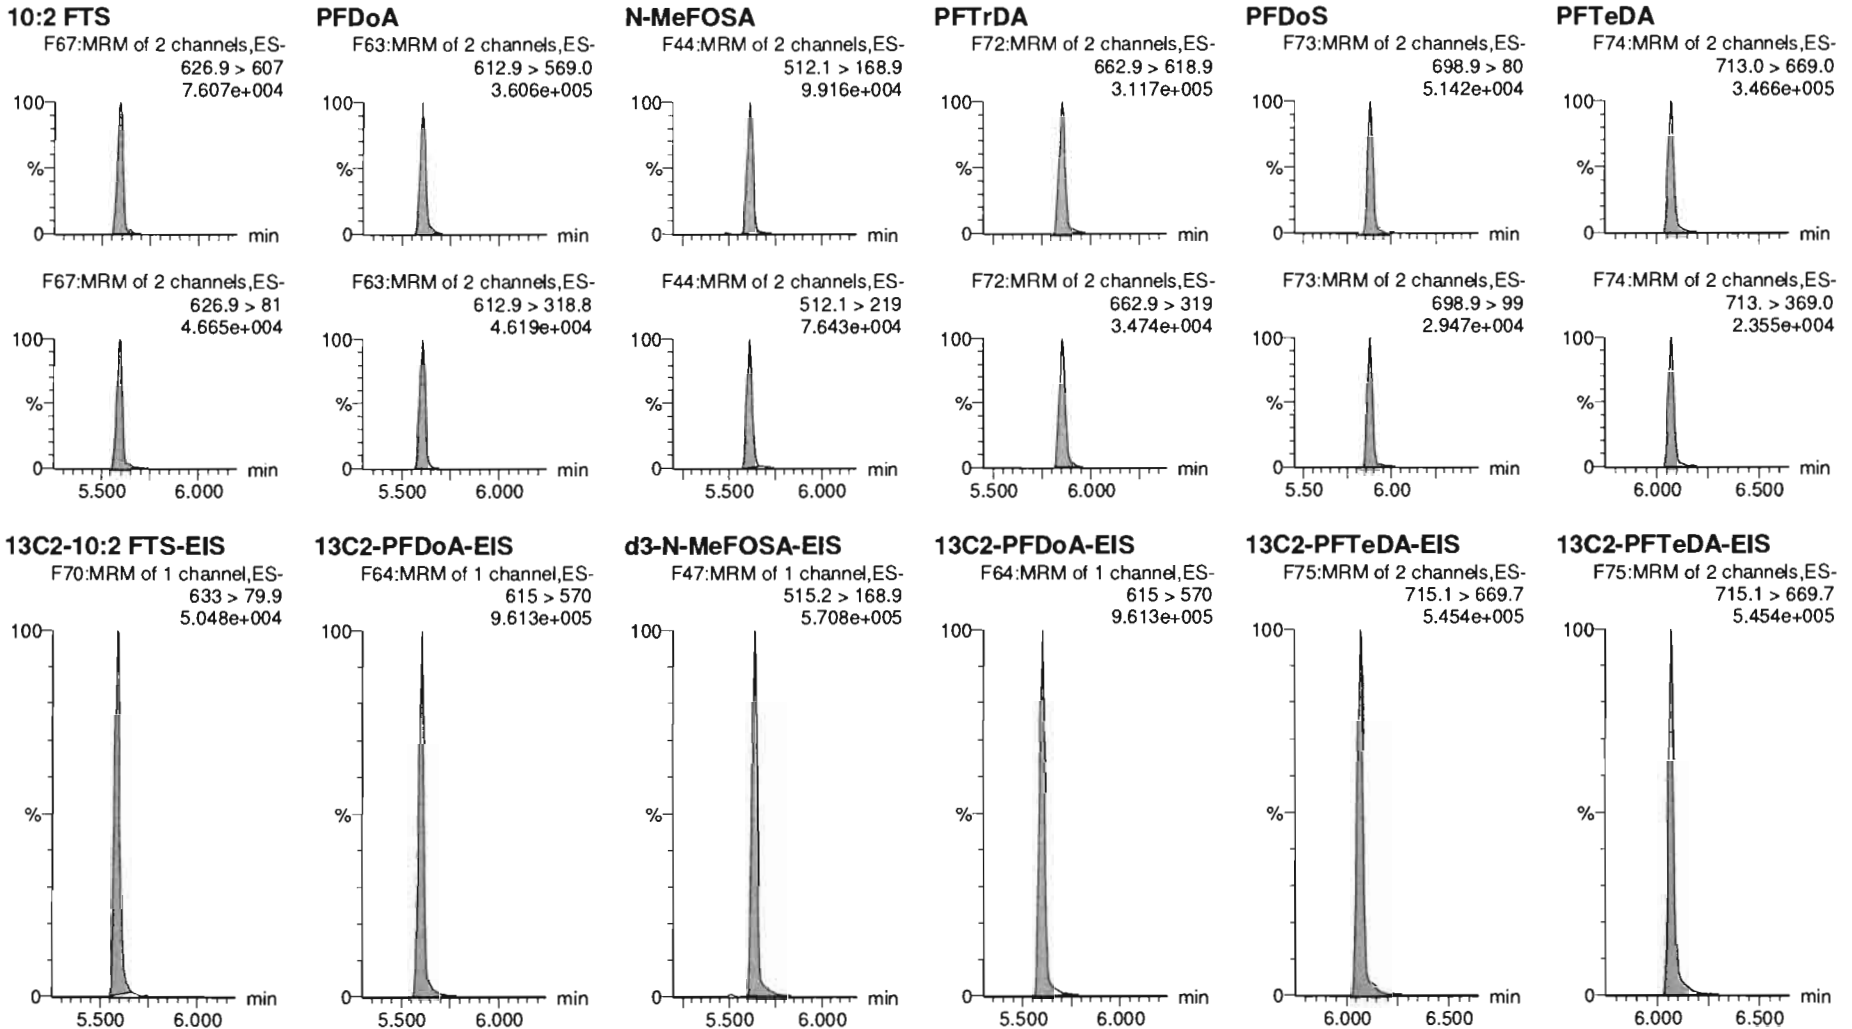 10:2 FTS
F67:MRM of 2 channels,ES-
626.9 > 607
7.607e+004
100
%
0
min
PFDoA
F63:MRM of 2 channels,ES-
612.9 > 569.0
3.606e+005
100
%
0
min
N-MeFOSA
F44:MRM of 2 channels,ES-
512.1 > 168.9
9.916e+004
100
%
0
min
PFTrDA
F72:MRM of 2 channels,ES-
662.9 > 618.9
3.117e+005
100
%
0
min
PFDoS
F73:MRM of 2 channels,ES-
698.9 > 80
5.142e+004
100
%
0
min
PFTeDA
F74:MRM of 2 channels,ES-
713.0 > 669.0
3.466e+005
100
%
0
min
F67:MRM of 2 channels,ES-
626.9 > 81
4.665e+004
100
%
0
min
5.500 6.000
F63:MRM of 2 channels,ES-
612.9 > 318.8
4.619e+004
100
%
0
min
5.500 6.000
F44:MRM of 2 channels,ES-
512.1 > 219
7.643e+004
100
%
0
min
5.500 6.000
F72:MRM of 2 channels,ES-
662.9 > 319
3.474e+004
100
%
0
min
5.500 6.000
F73:MRM of 2 channels,ES-
698.9 > 99
2.947e+004
100
%
0
min
5.50 6.00
F74:MRM of 2 channels,ES-
713. > 369.0
2.355e+004
100
%
0
min
6.000 6.500
13C2-10:2 FTS-EIS
F70:MRM of 1 channel,ES-
633 > 79.9
5.048e+004
100
%
0
min
5.500 6.000
13C2-PFDoA-EIS
F64:MRM of 1 channel,ES-
615 > 570
9.613e+005
100
%
0
min
5.500 6.000
d3-N-MeFOSA-EIS
F47:MRM of 1 channel,ES-
515.2 > 168.9
5.708e+005
100
%
0
min
5.500 6.000
13C2-PFDoA-EIS
F64:MRM of 1 channel,ES-
615 > 570
9.613e+005
100
%
0
min
5.500 6.000
13C2-PFTeDA-EIS
F75:MRM of 2 channels,ES-
715.1 > 669.7
5.454e+005
100
%
0
min
6.000 6.500
13C2-PFTeDA-EIS
F75:MRM of 2 channels,ES-
715.1 > 669.7
5.454e+005
100
%
0
min
6.000 6.500